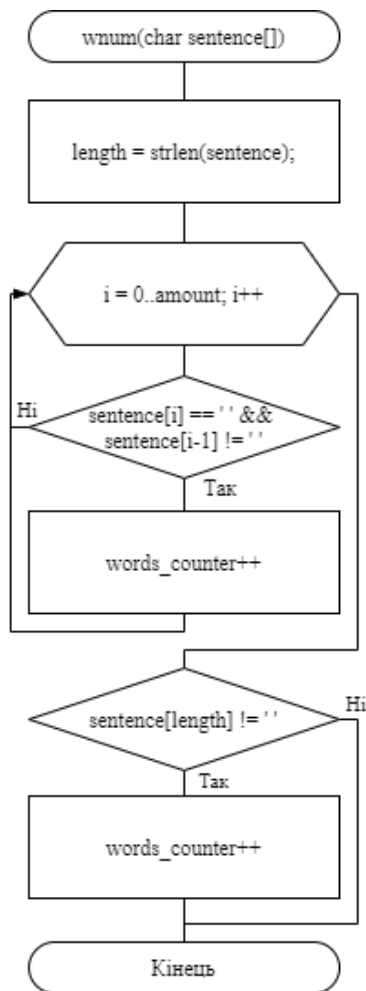 wnum(char sentence[])
length = strlen(sentence);
i = 0..amount; i++
Ні
sentence[i] == ' ' &&
sentence[i-1] != ' '
Так
words_counter++
sentence[length] != ' '
Ні
Так
words_counter++
Кінець